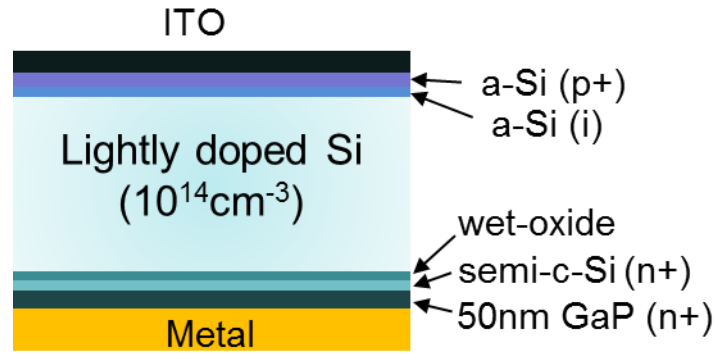 ITO
a-Si (p+)
a-Si (i)
Lightly doped Si
(10¹⁴cm⁻³)
wet-oxide
semi-c-Si (n+)
50nm GaP (n+)
Metal